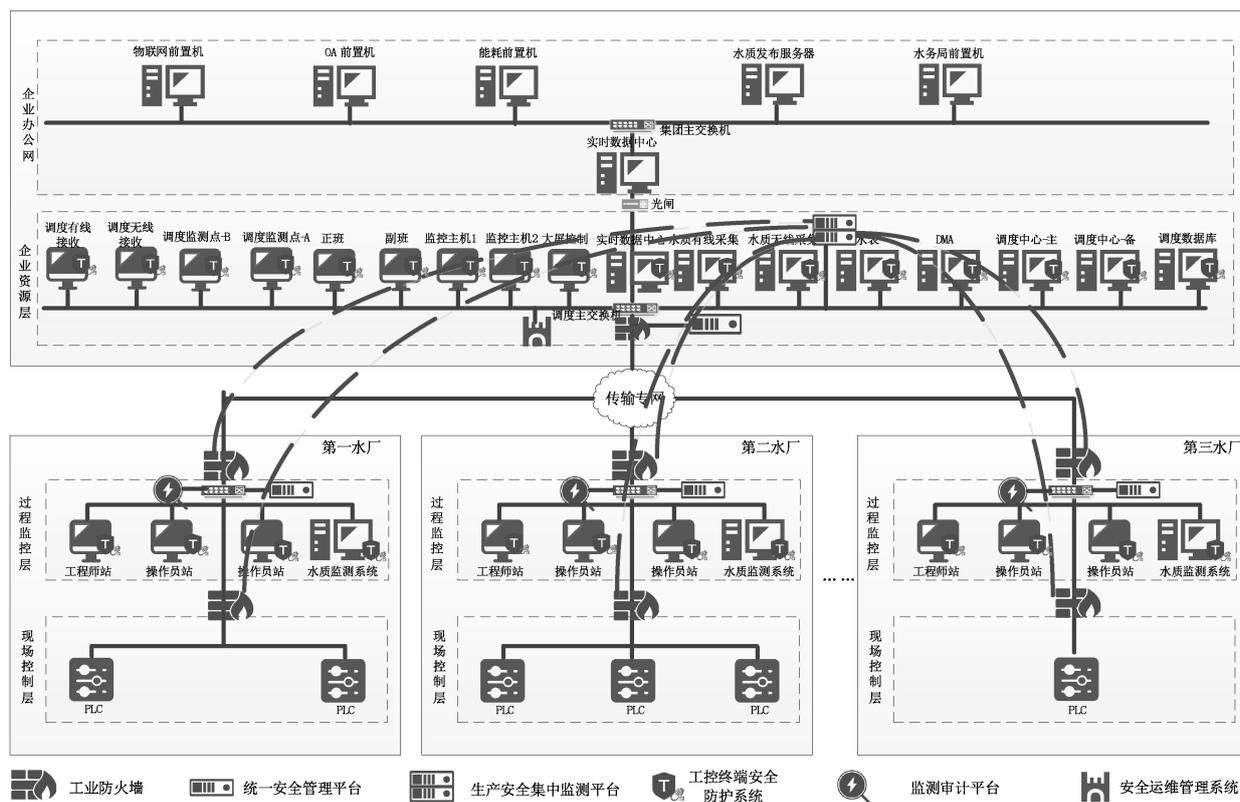 物联网前置机
OA 前置机
能耗前置机
水质发布服务器
水务局前置机
企业办公网
集团主交换机
实时数据中心
光闸
企业资源层
调度有线
接收
调度无线
接收
调度监测点-B
调度监测点-A
正班
副班
监控主机1
监控主机2
大屏控制
实时数据中心
水质有线采集
水质无线采集
水表
DMA
调度中心-主
调度中心-备
调度数据库
调度主交换机
传输专网
第一水厂
第二水厂
第三水厂
过程监控层
工程师站
操作员站
操作员站
水质监测系统
过程监控层
工程师站
操作员站
操作员站
水质监测系统
... ...
过程监控层
工程师站
操作员站
操作员站
水质监测系统
现场控制层
PLC
PLC
现场控制层
PLC
PLC
PLC
现场控制层
PLC
工业防火墙
统一安全管理平台
生产安全集中监测平台
工控终端安全
防护系统
监测审计平台
安全运维管理系统